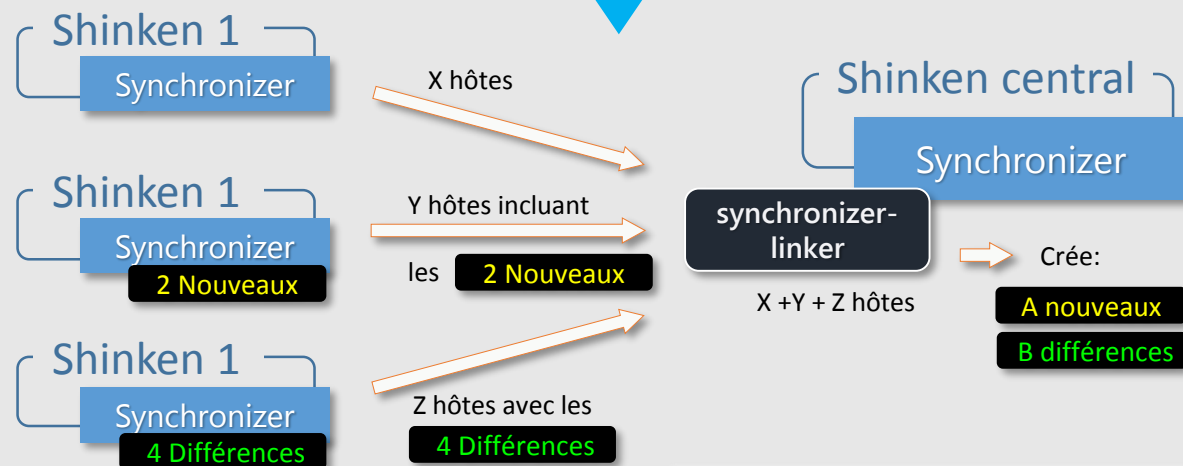 Shinken 1
Synchronizer
X hôtes
Shinken central
Synchronizer
Shinken 1
Synchronizer
2 Nouveaux
Y hôtes incluant
les 2 Nouveaux
synchronizer-
linker
X +Y + Z hôtes
Crée:
A nouveaux
B différences
Shinken 1
Synchronizer
4 Différences
Z hôtes avec les
4 Différences